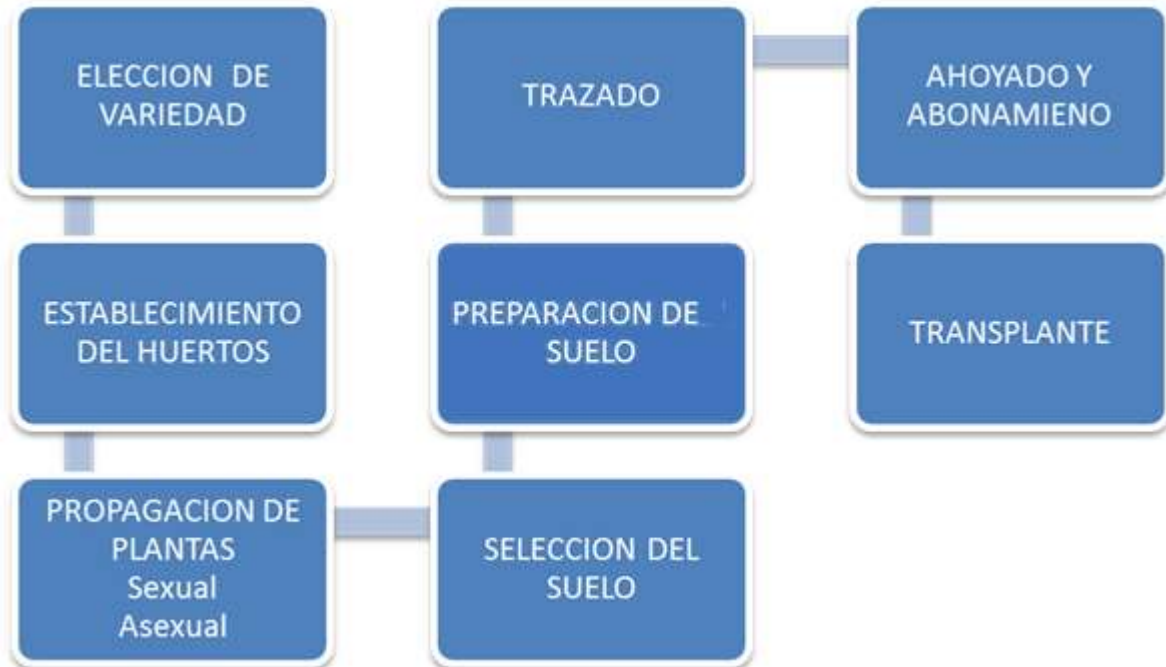 ELECCION DE
VARIEDAD
ESTABLECIMIENTO
DEL HUERTOS
PROPAGACION DE
PLANTAS
Sexual
Asexual
SELECCION DEL
SUELO
PREPARACION DE
SUELO
TRAZADO
AHOYADO Y
ABONAMIENO
TRANSPLANTE